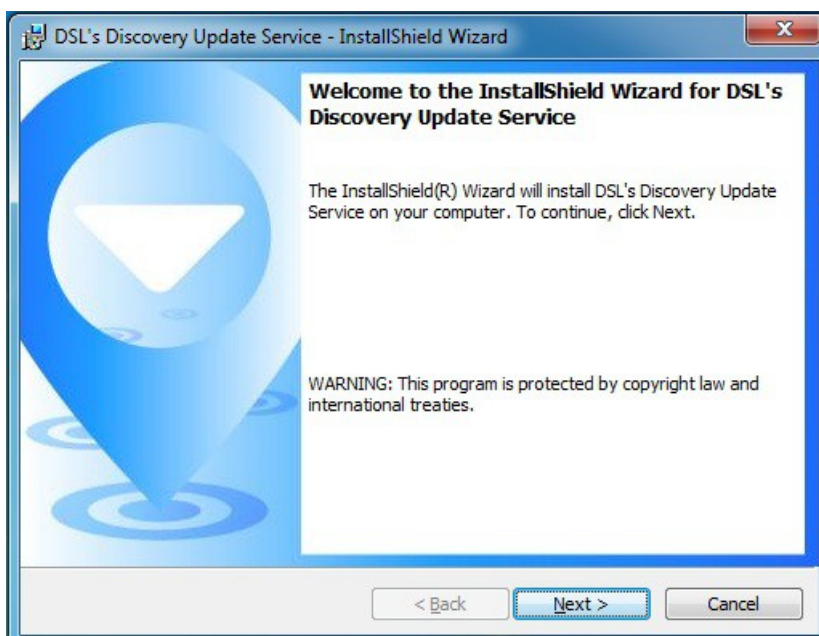 DSL's Discovery Update Service - InstallShield Wizard
Welcome to the InstallShield Wizard for DSL's
Discovery Update Service
The InstallShield(R) Wizard will install DSL's Discovery Update
Service on your computer. To continue, click Next.
WARNING: This program is protected by copyright law and
international treaties.
< Back Next > Cancel